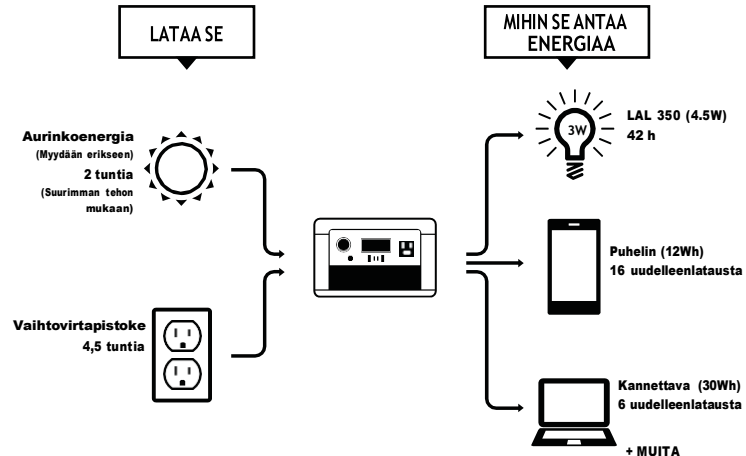 LATAA SE
Aurinkoenergia
(Myydään erikseen)
2 tuntia
(Suurimman tehon
mukaan)
Vaihtovirtapistoke
4,5 tuntia
MIHIN SE ANTAA
ENERGIAA
3W
LAL 350 (4.5W)
42 h
Puhelin (12Wh)
16 uudelleenlatausta
Kannettava (30Wh)
6 uudelleenlatausta
+ MUITA